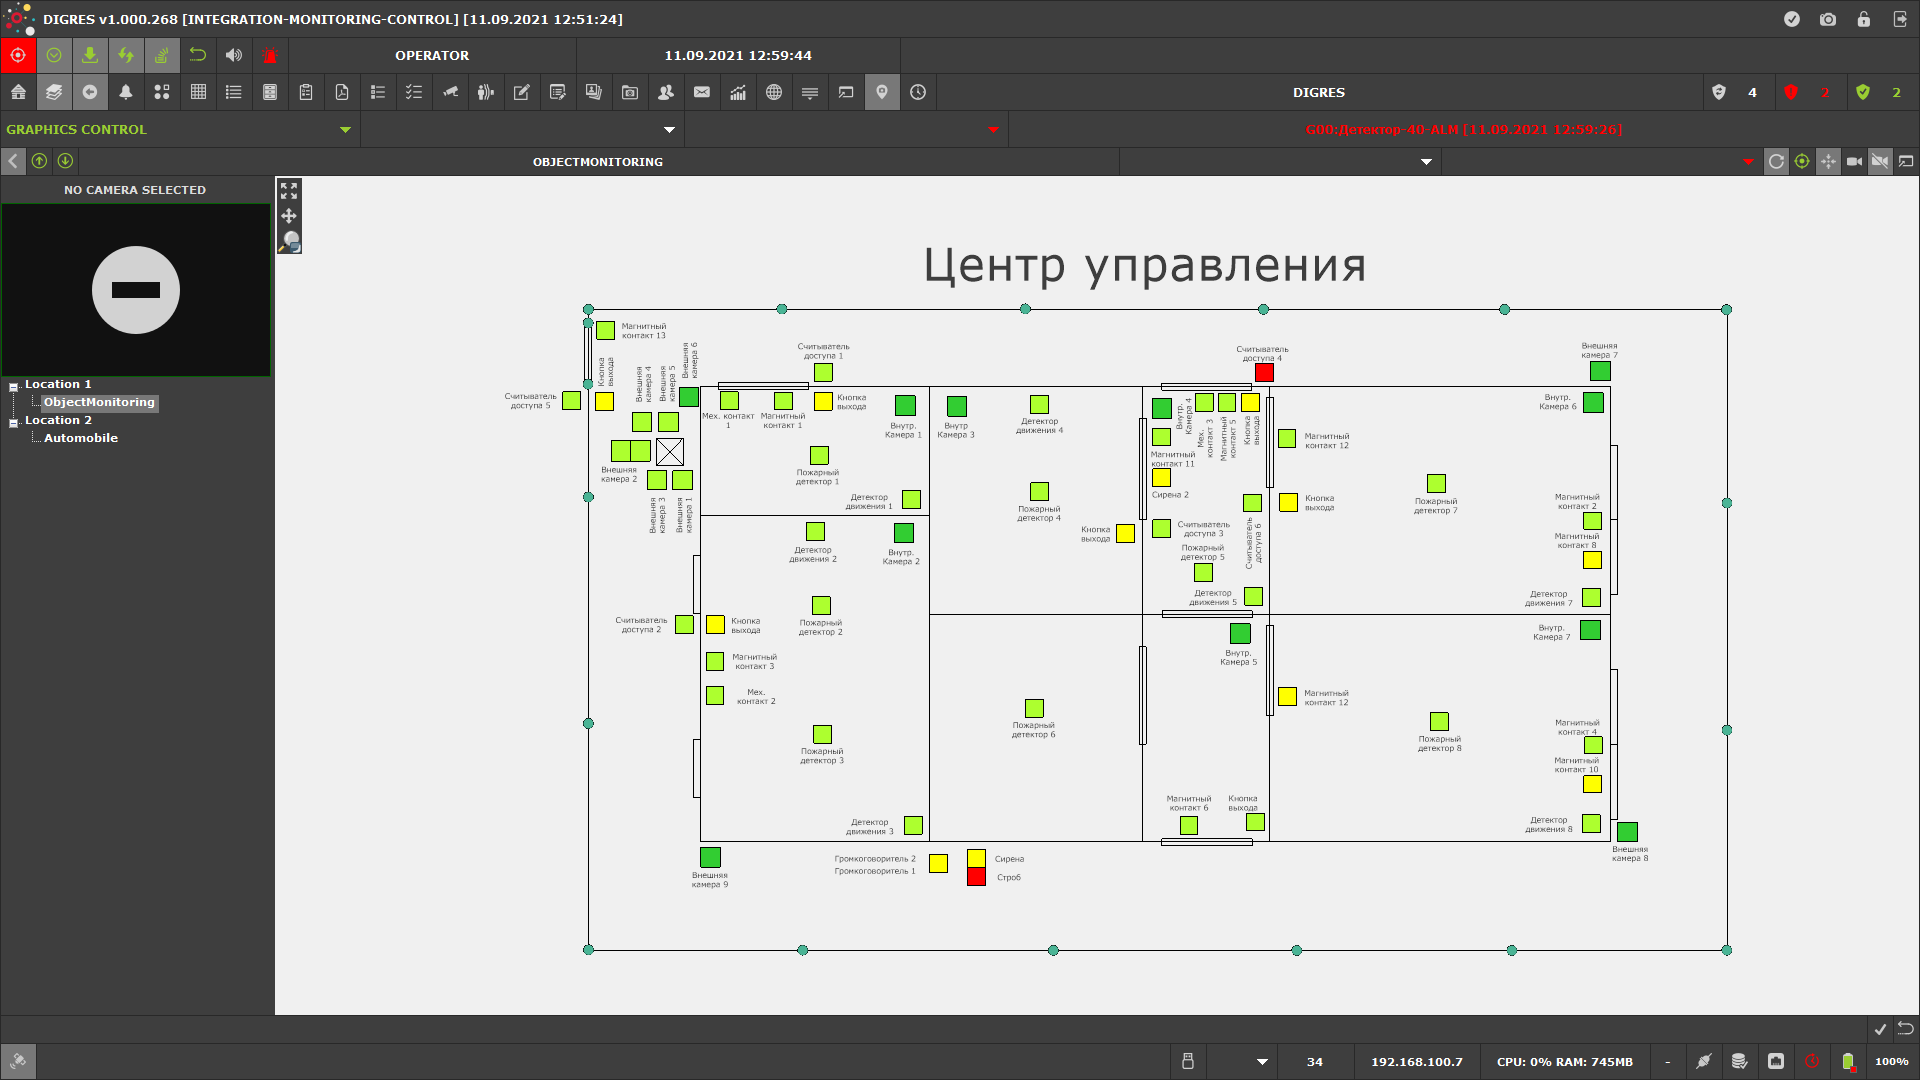 DIGRES v1.000.268 [INTEGRATION-MONITORING-CONTROL] [11.09.2021 12:51:24]
OPERATOR
11.09.2021 12:59:44
DIGRES
4
2
2
GRAPHICS CONTROL
G00:Детектор-40-ALM [11.09.2021 12:59:26]
OBJECTMONITORING
NO CAMERA SELECTED
Location 1
ObjectMonitoring
Location 2
Automobile
Центр управления
Магнитный
контакт 13
Кнопка
выхода
Внешняя
камера 4
Внешняя
камера 5
Внешняя
камера 6
Считыватель
доступа 1
Считыватель
доступа 4
Внешняя
камера 7
Считыватель
доступа 5
Мех. контакт
1
Магнитный
контакт 1
Кнопка
выхода
Внутр.
Камера 1
Внутр
Камера 3
Детектор
движения 4
Внутр.
Камера 4
Мех.
контакт 3
Магнитный
контакт 5
Кнопка
выхода
Внутр.
Камера 6
Магнитный
контакт 12
Магнитный
контакт 11
Сирена 2
Внешняя
камера 2
Внешняя
камера 3
Внешняя
камера 1
Пожарный
детектор 1
Детектор
движения 1
Пожарный
детектор 4
Кнопка
выхода
Кнопка
выхода
Пожарный
детектор 7
Магнитный
контакт 2
Магнитный
контакт 8
Считыватель
доступа 3
Считыватель
доступа 6
Пожарный
детектор 5
Детектор
движения 5
Детектор
движения 7
Детектор
движения 2
Внутр.
Камера 2
Считыватель
доступа 2
Кнопка
выхода
Пожарный
детектор 2
Внутр.
Камера 5
Внутр.
Камера 7
Магнитный
контакт 3
Мех.
контакт 2
Магнитный
контакт 12
Пожарный
детектор 6
Пожарный
детектор 3
Пожарный
детектор 8
Магнитный
контакт 4
Магнитный
контакт 10
Магнитный
контакт 6
Кнопка
выхода
Детектор
движения 3
Детектор
движения 8
Внешняя
камера 8
Внешняя
камера 9
Громкоговоритель 2
Громкоговоритель 1
Сирена
Строб
34
192.168.100.7
CPU: 0% RAM: 745MB
-
100%